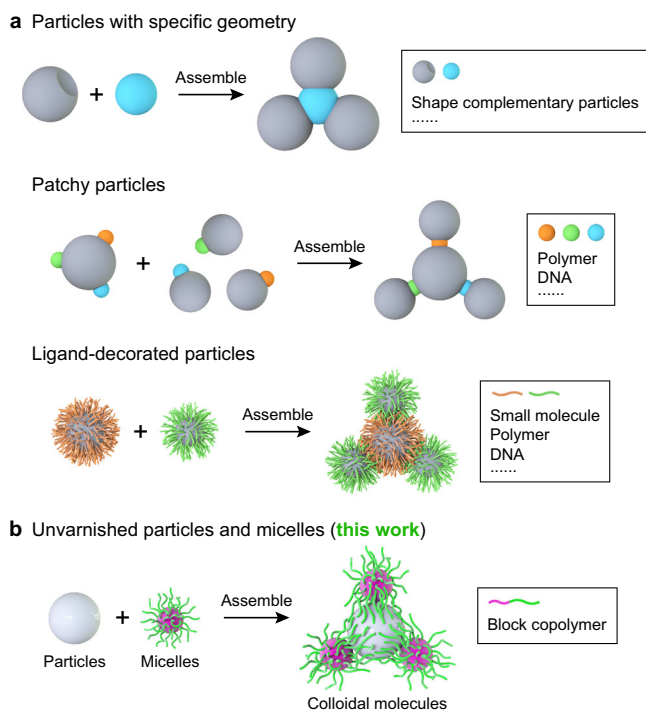 a Particles with specific geometry
+
Assemble
Shape complementary particles
......
Patchy particles
+
Assemble
Polymer
DNA
......
Ligand-decorated particles
+
Assemble
Small molecule
Polymer
DNA
......
b Unvarnished particles and micelles (this work)
+
Assemble
Particles Micelles
Colloidal molecules
Block copolymer